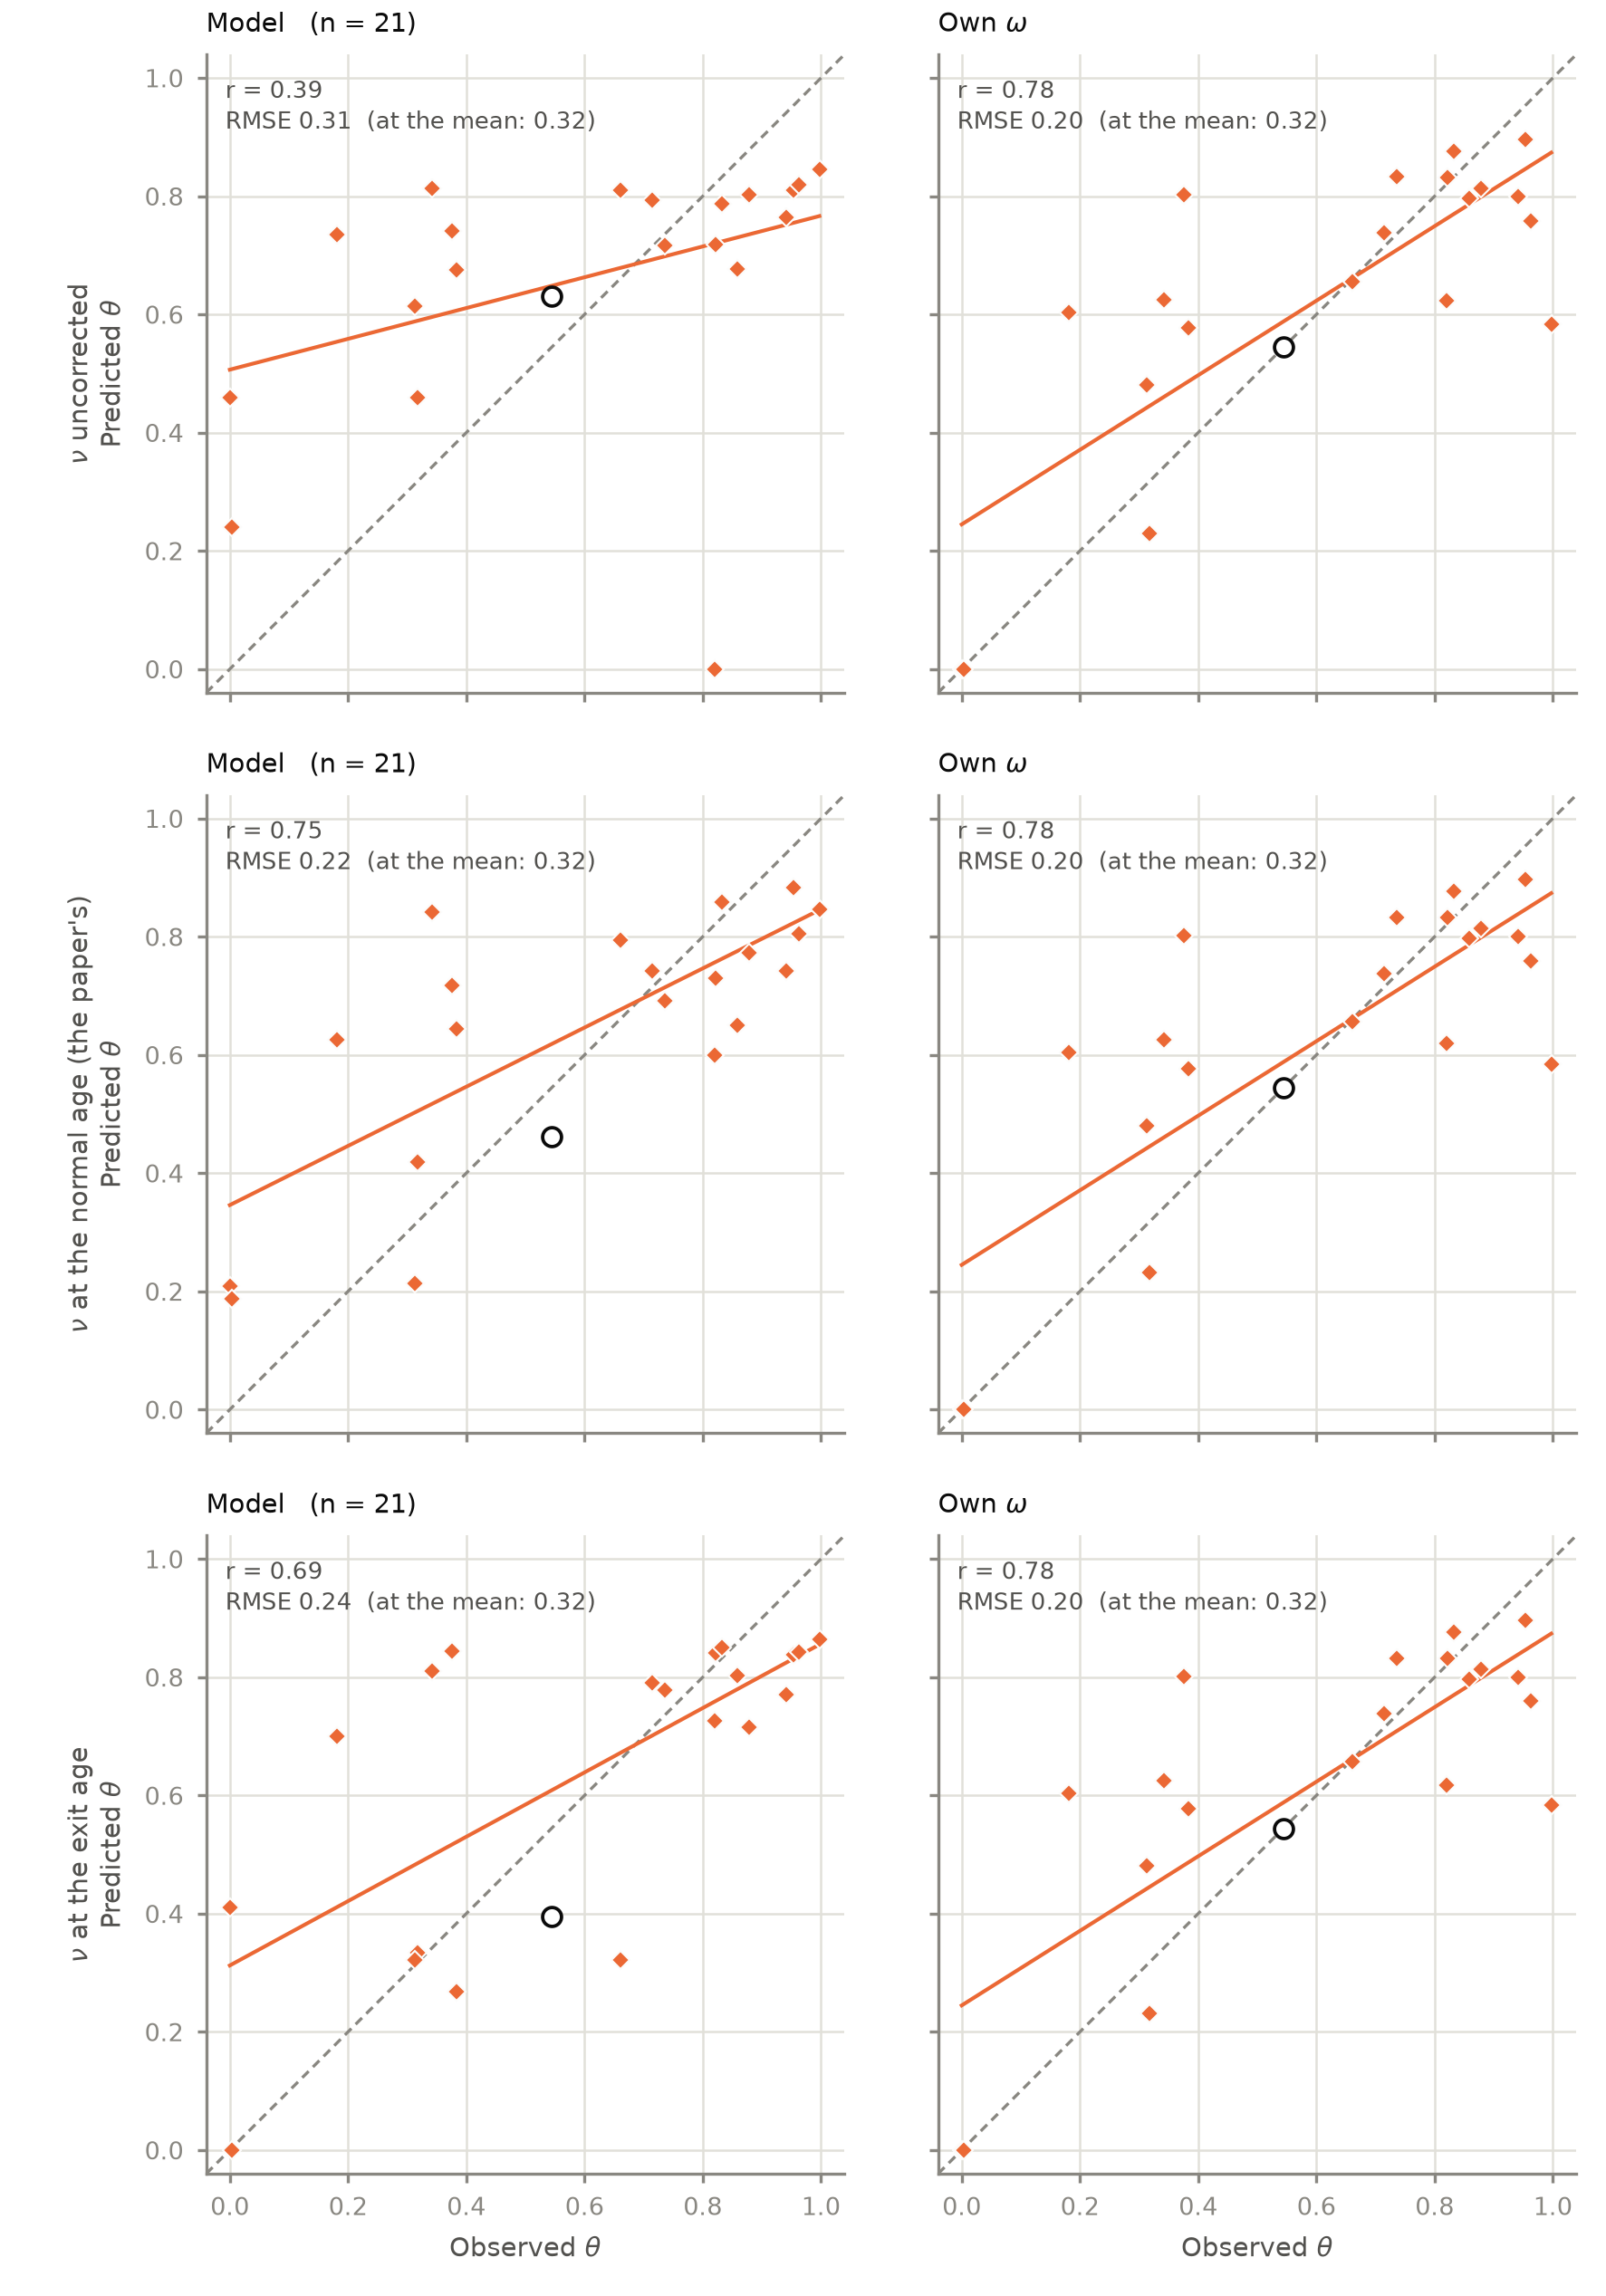 Model (n = 21)
Own ω
1.0
0.8
0.6
0.4
0.2
0.0
ν uncorrected
Predicted θ
r = 0.39
RMSE 0.31 (at the mean: 0.32)
r = 0.78
RMSE 0.20 (at the mean: 0.32)
Model (n = 21)
Own ω
1.0
0.8
0.6
0.4
0.2
0.0
ν at the normal age (the paper's)
Predicted θ
r = 0.75
RMSE 0.22 (at the mean: 0.32)
r = 0.78
RMSE 0.20 (at the mean: 0.32)
Model (n = 21)
Own ω
1.0
0.8
0.6
0.4
0.2
0.0
ν at the exit age
Predicted θ
r = 0.69
RMSE 0.24 (at the mean: 0.32)
r = 0.78
RMSE 0.20 (at the mean: 0.32)
0.0 0.2 0.4 0.6 0.8 1.0
0.0 0.2 0.4 0.6 0.8 1.0
Observed θ
Observed θ